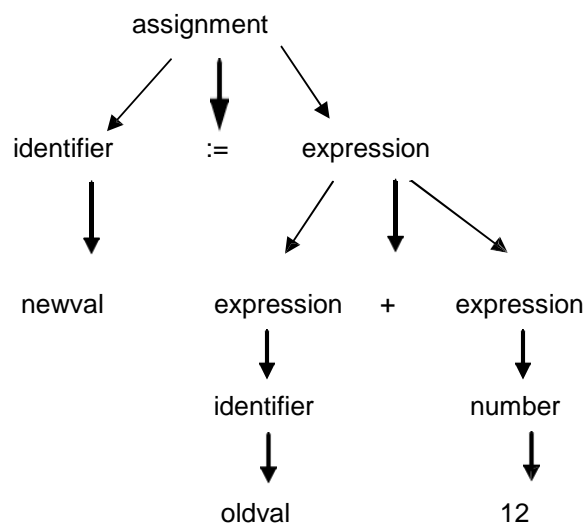 assignment
identifier := expression
newval expression + expression
identifier number
oldval 12